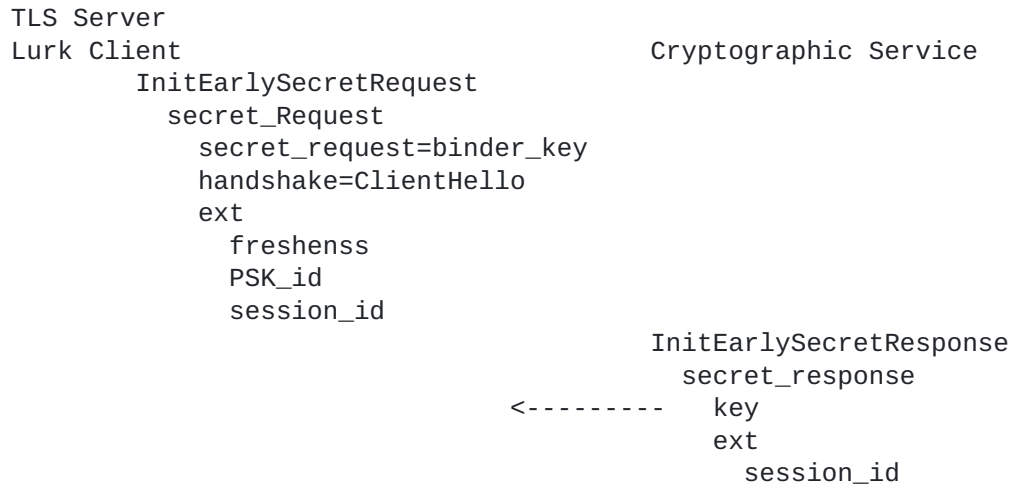 TLS Server
Lurk Client                              Cryptographic Service
        InitEarlySecretRequest
          secret_Request
            secret_request=binder_key
            handshake=ClientHello
            ext
              freshenss
              PSK_id
              session_id
                                         InitEarlySecretResponse
                                           secret_response
                                <---------   key
                                             ext
                                               session_id